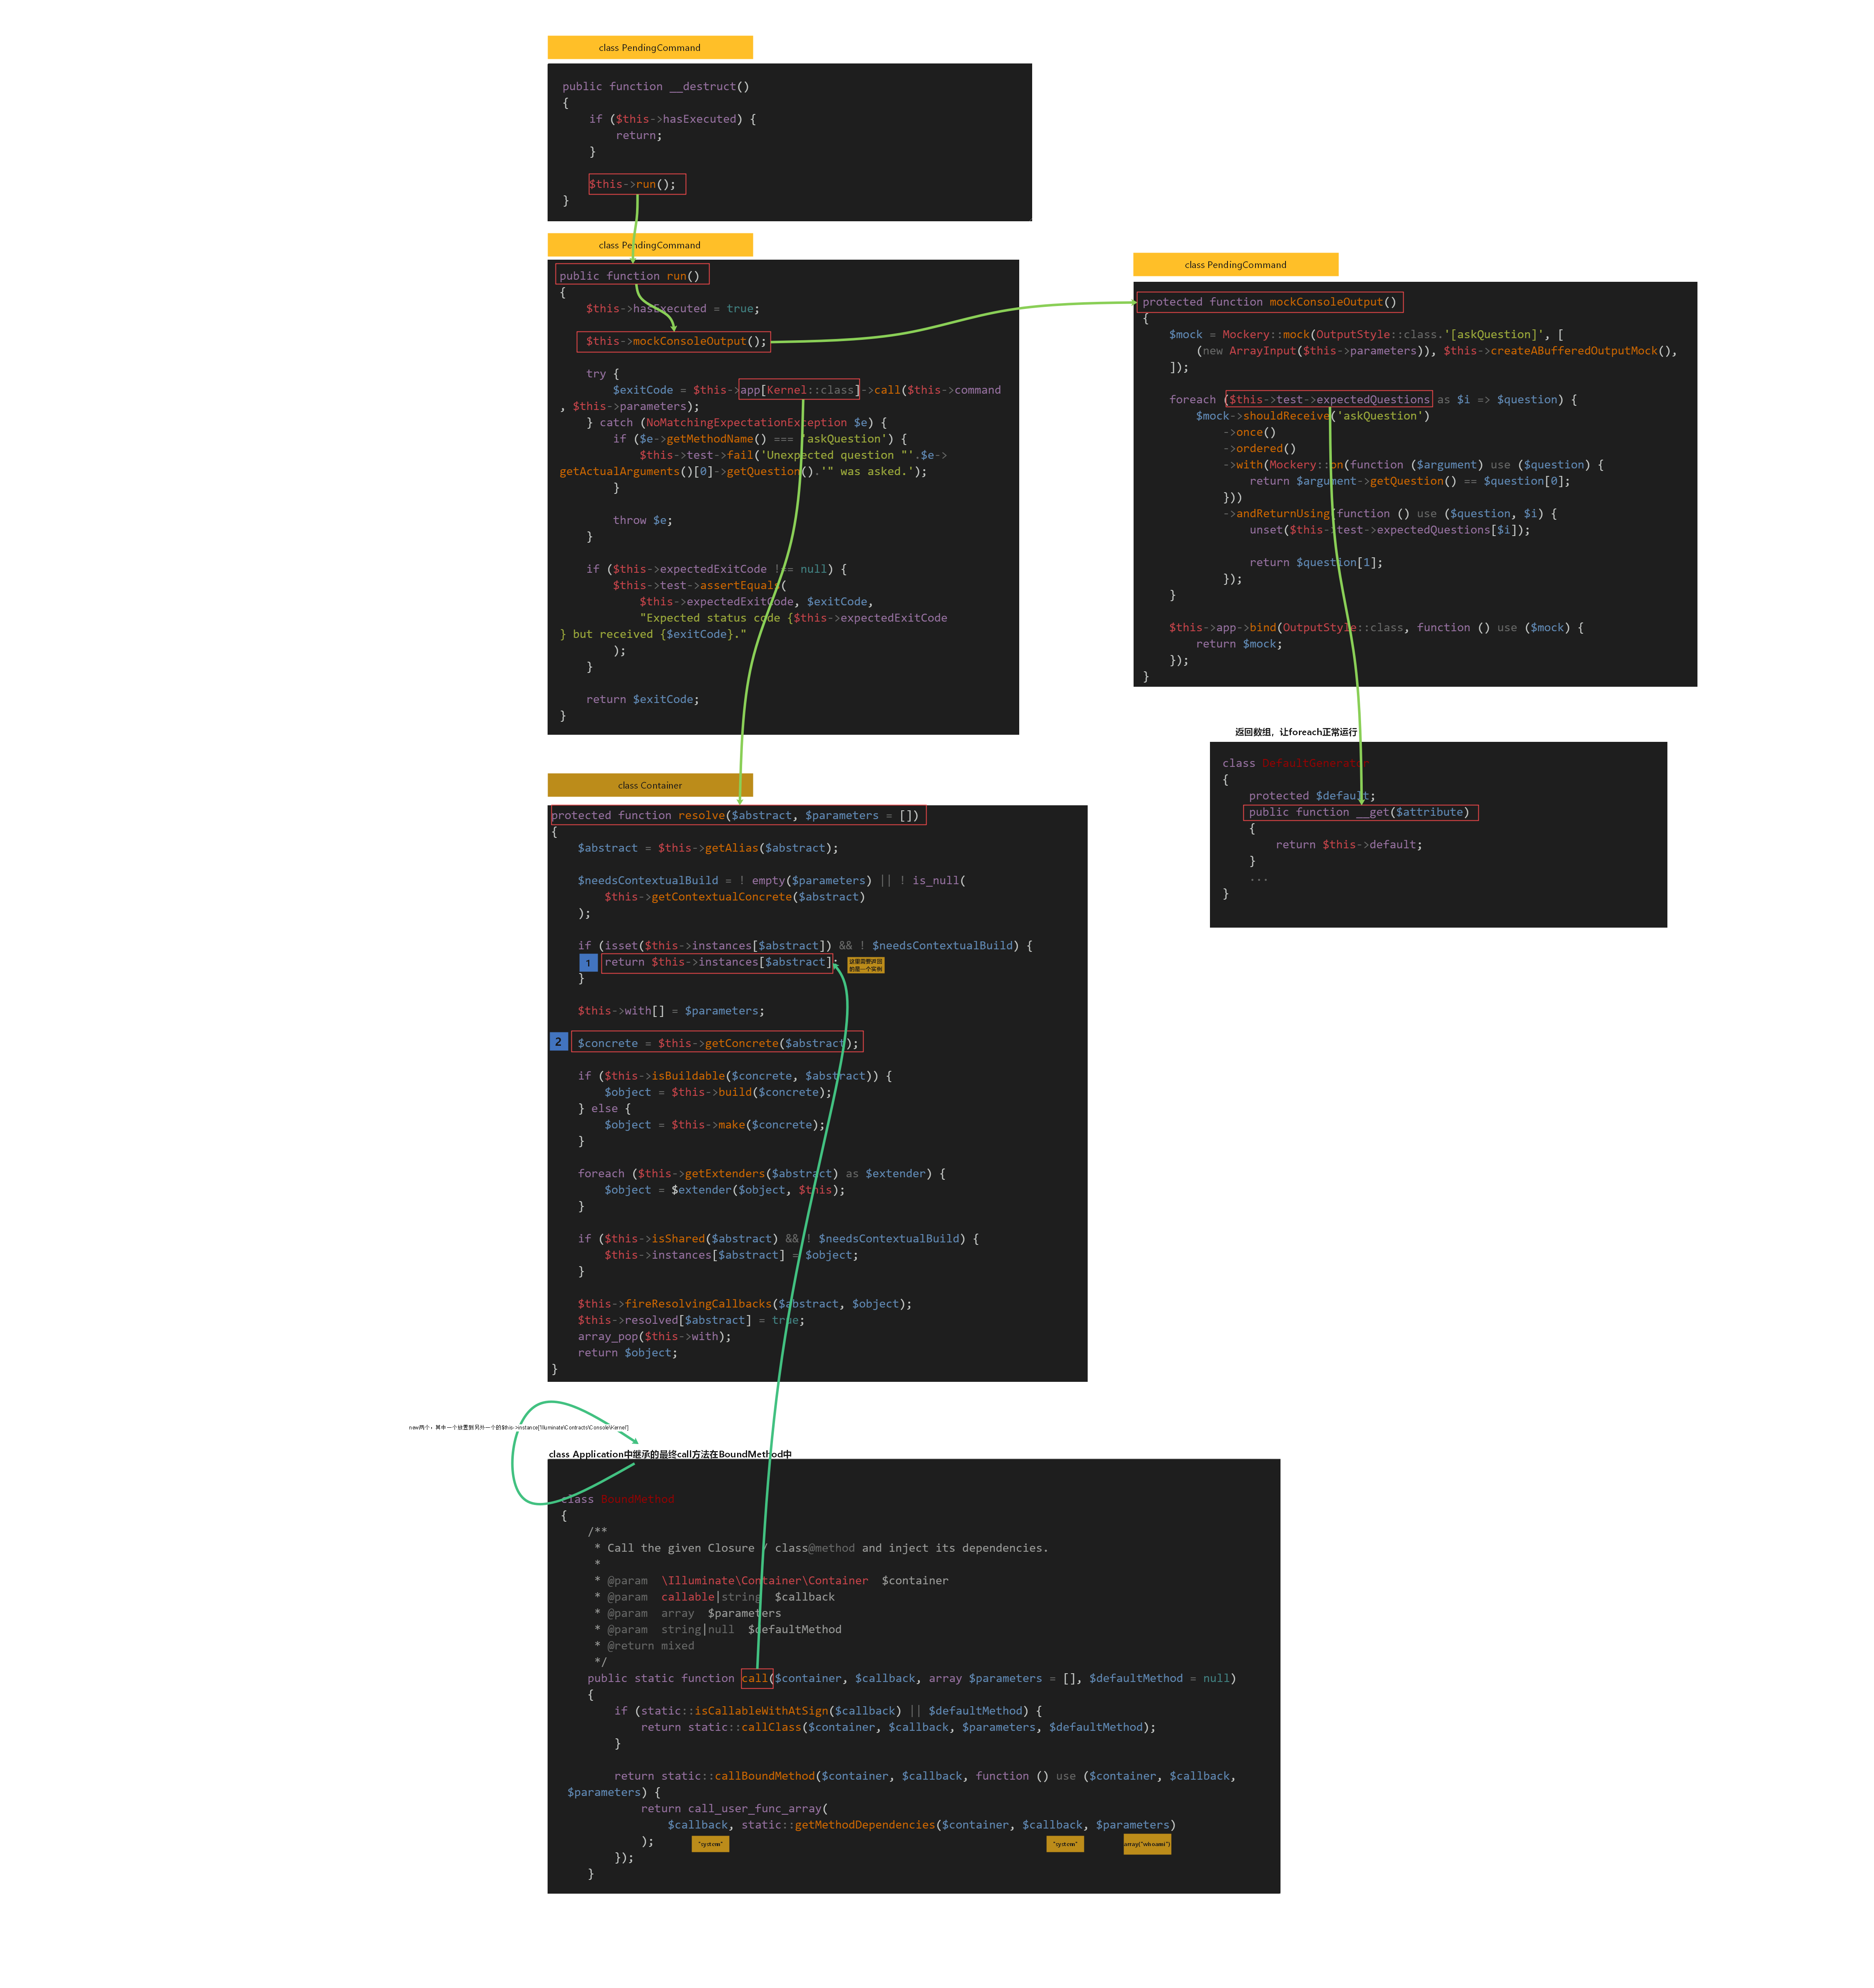 class PendingCommand
public function __destruct()
{
    if ($this->hasExecuted) {
        return;
    }
    $this->run();
}
class PendingCommand
public function run()
{
    $this->hasExecuted = true;
    $this->mockConsoleOutput();
    try {
        $exitCode = $this->app[Kernel::class]->call($this->command
, $this->parameters);
    } catch (NoMatchingExpectationException $e) {
        if ($e->getMethodName() === 'askQuestion') {
            $this->test->fail('Unexpected question "'.$e->
getActualArguments()[0]->getQuestion().'" was asked.');
        }
        throw $e;
    }
    if ($this->expectedExitCode !== null) {
        $this->test->assertEquals(
            $this->expectedExitCode, $exitCode,
            "Expected status code {$this->expectedExitCode
} but received {$exitCode}."
        );
    }
    return $exitCode;
}
class PendingCommand
protected function mockConsoleOutput()
{
    $mock = Mockery::mock(OutputStyle::class.'[askQuestion]', [
        (new ArrayInput($this->parameters)), $this->createABufferedOutputMock(),
    ]);
    foreach ($this->test->expectedQuestions as $i => $question) {
        $mock->shouldReceive('askQuestion')
            ->once()
            ->ordered()
            ->with(Mockery::on(function ($argument) use ($question) {
                return $argument->getQuestion() == $question[0];
            }))
            ->andReturnUsing(function () use ($question, $i) {
                unset($this->test->expectedQuestions[$i]);
                return $question[1];
            });
    }
    $this->app->bind(OutputStyle::class, function () use ($mock) {
        return $mock;
    });
}
返回数组，让foreach正常运行
class DefaultGenerator
{
    protected $default;
    public function __get($attribute)
    {
        return $this->default;
    }
    ...
}
class Container
protected function resolve($abstract, $parameters = [])
{
    $abstract = $this->getAlias($abstract);
    $needsContextualBuild = ! empty($parameters) || ! is_null(
        $this->getContextualConcrete($abstract)
    );
    if (isset($this->instances[$abstract]) && ! $needsContextualBuild) {
1 return $this->instances[$abstract]; 这里需要返回
的是一个实例
    }
    $this->with[] = $parameters;
2 $concrete = $this->getConcrete($abstract);
    if ($this->isBuildable($concrete, $abstract)) {
        $object = $this->build($concrete);
    } else {
        $object = $this->make($concrete);
    }
    foreach ($this->getExtenders($abstract) as $extender) {
        $object = $extender($object, $this);
    }
    if ($this->isShared($abstract) && ! $needsContextualBuild) {
        $this->instances[$abstract] = $object;
    }
    $this->fireResolvingCallbacks($abstract, $object);
    $this->resolved[$abstract] = true;
    array_pop($this->with);
    return $object;
}
new两个，其中一个放置到另外一个的$this->instance['Illuminate\Contracts\Console\Kernel']
class Application中继承的最终call方法在BoundMethod中
class BoundMethod
{
    /**
     * Call the given Closure / class@method and inject its dependencies.
     *
     * @param  \Illuminate\Container\Container  $container
     * @param  callable|string  $callback
     * @param  array  $parameters
     * @param  string|null  $defaultMethod
     * @return mixed
     */
    public static function call($container, $callback, array $parameters = [], $defaultMethod = null)
    {
        if (static::isCallableWithAtSign($callback) || $defaultMethod) {
            return static::callClass($container, $callback, $parameters, $defaultMethod);
        }
        return static::callBoundMethod($container, $callback, function () use ($container, $callback,
 $parameters) {
            return call_user_func_array(
                $callback, static::getMethodDependencies($container, $callback, $parameters)
            );
"system" "system" array("whoami")
        });
    }